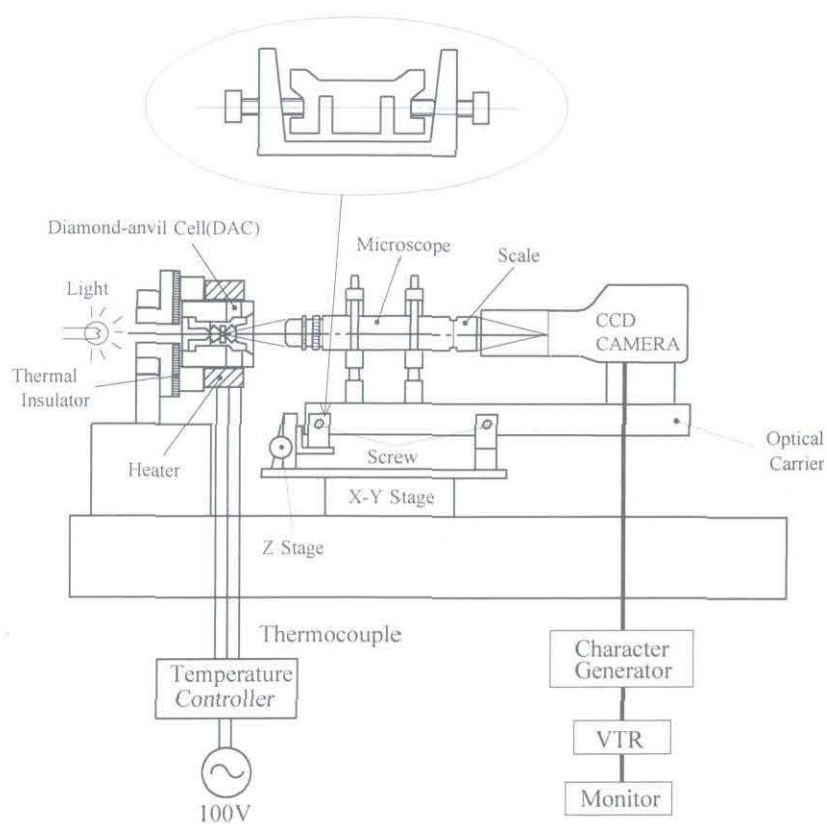 Diamond-anvil Cell(DAC)
Microscope
Scale
Light
CCD
CAMERA
Thermal
Insulator
Heater
Screw
Optical
Carrier
X-Y Stage
Z Stage
Thermocouple
Temperature
Controller
100V
Character
Generator
VTR
Monitor